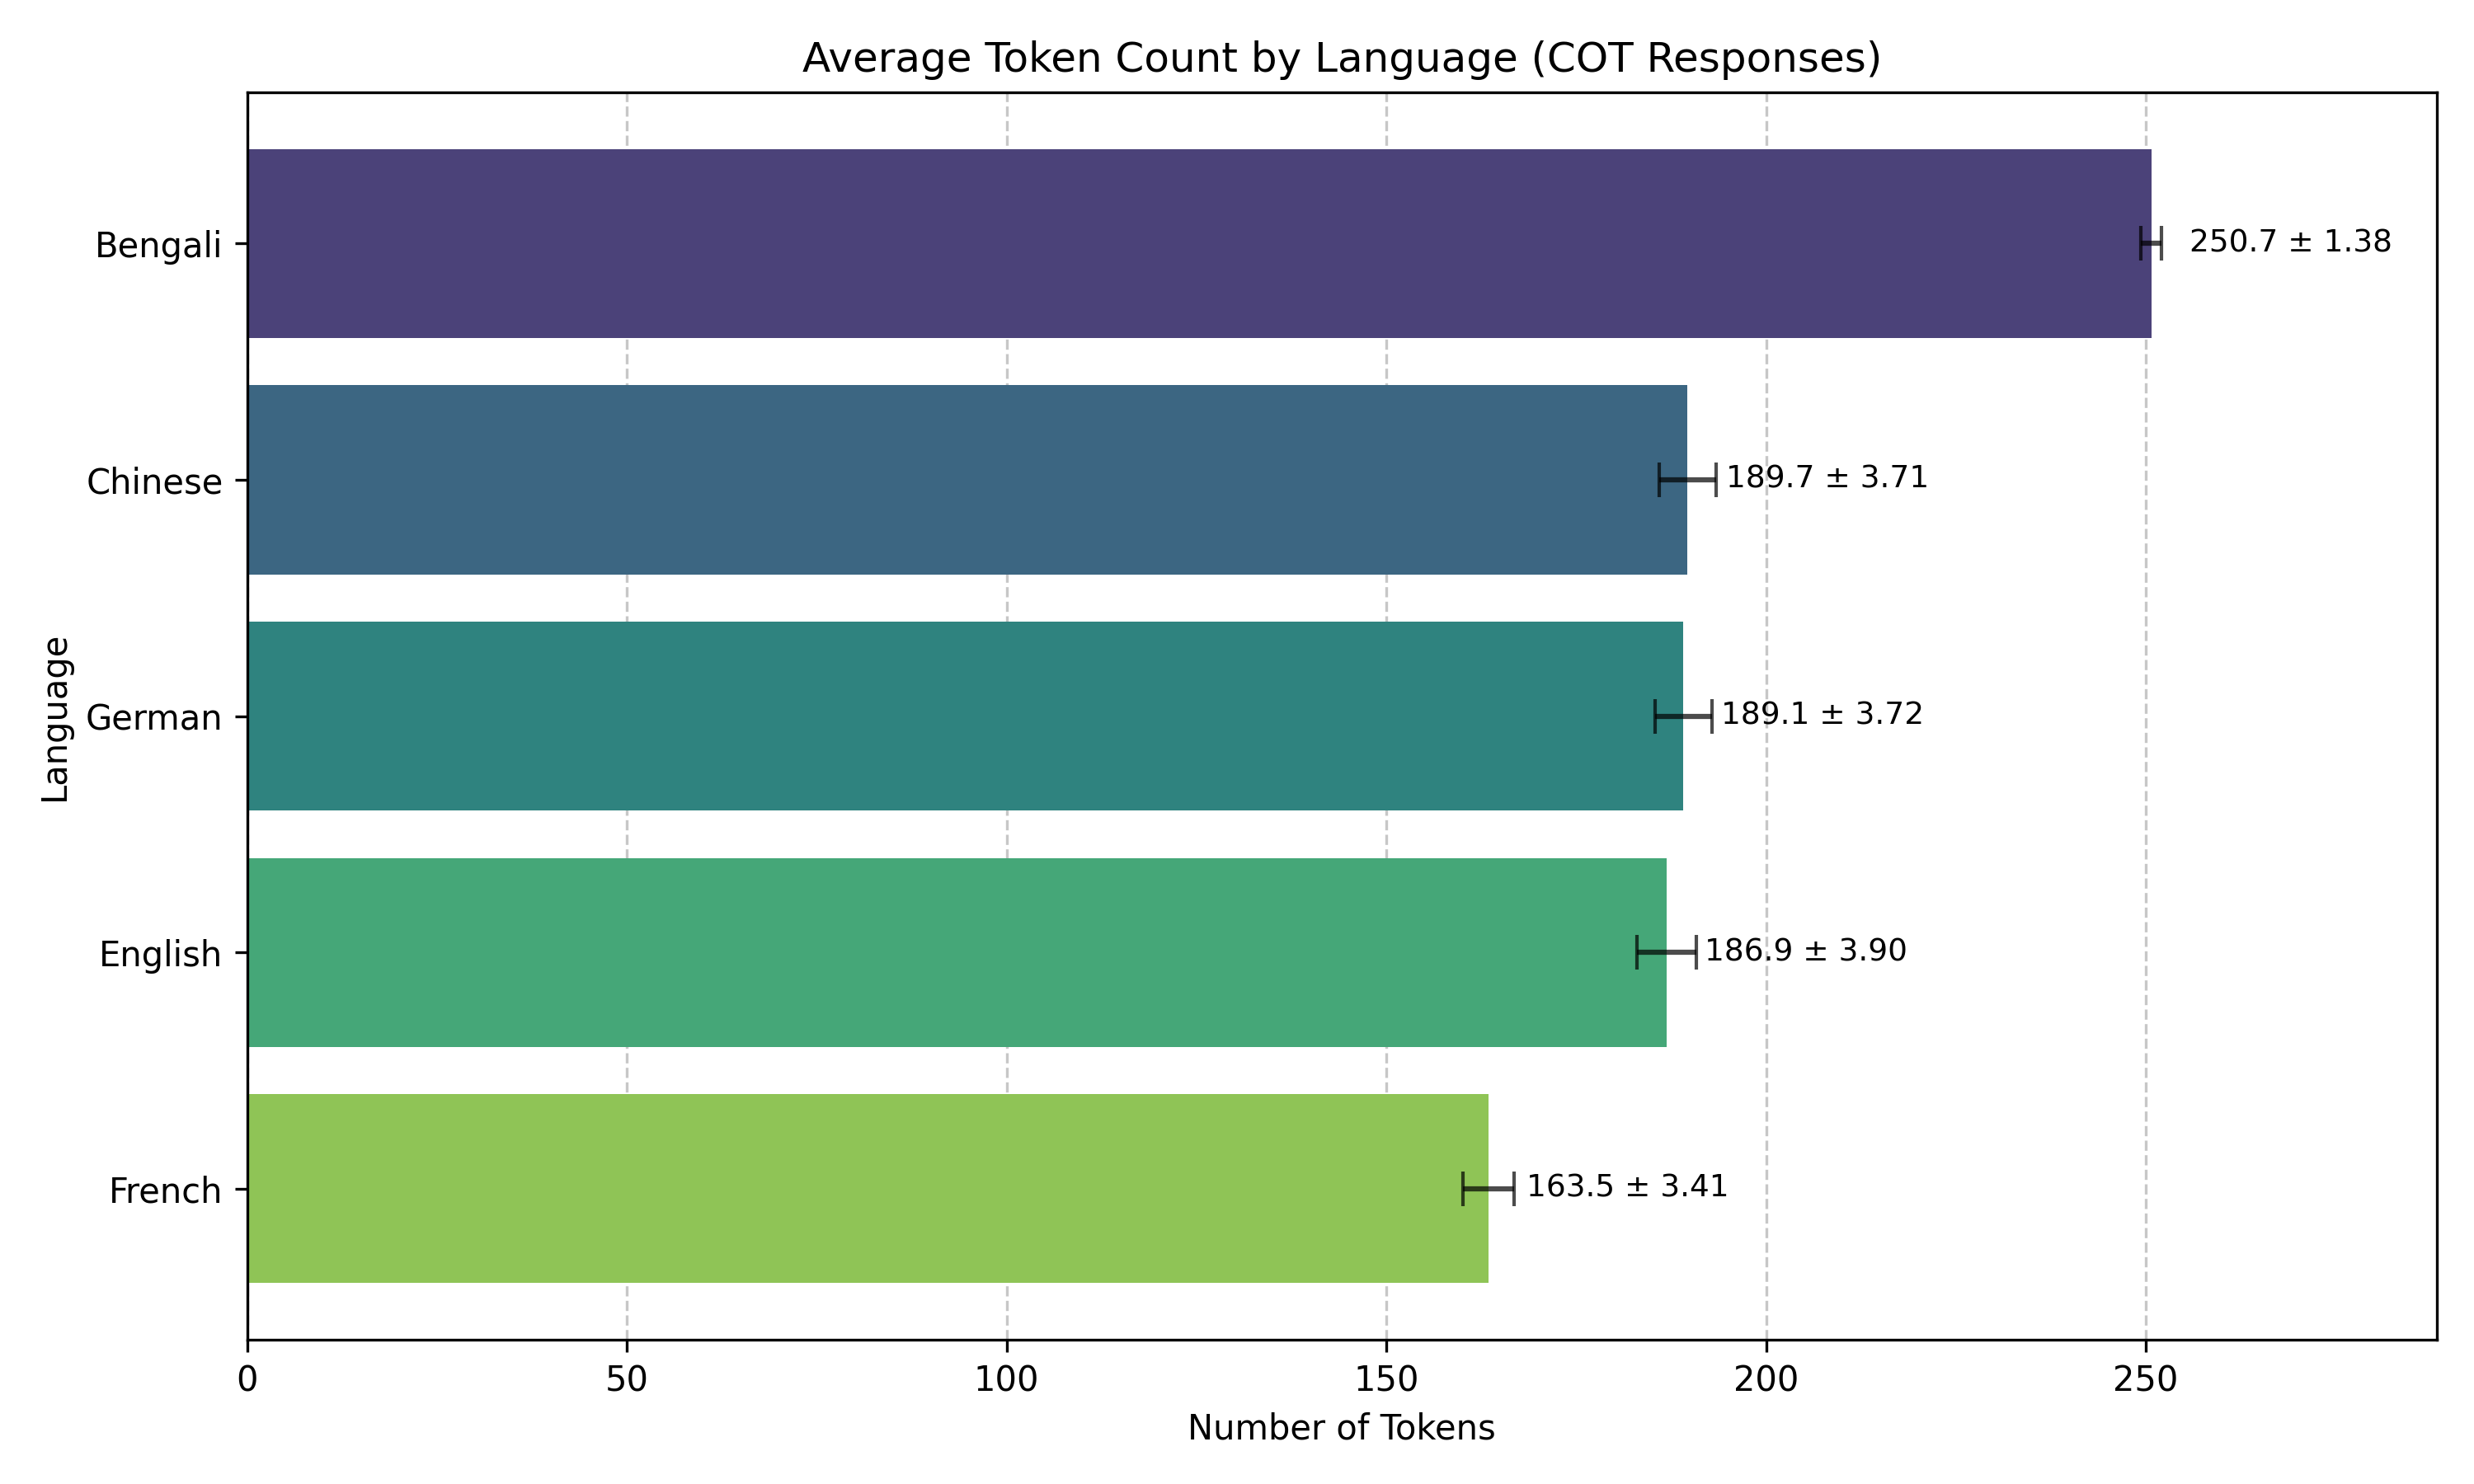 Average Token Count by Language (COT Responses)
Language
Bengali
250.7 ± 1.38
Chinese
189.7 ± 3.71
German
189.1 ± 3.72
English
186.9 ± 3.90
French
163.5 ± 3.41
0 50 100 150 200 250
Number of Tokens